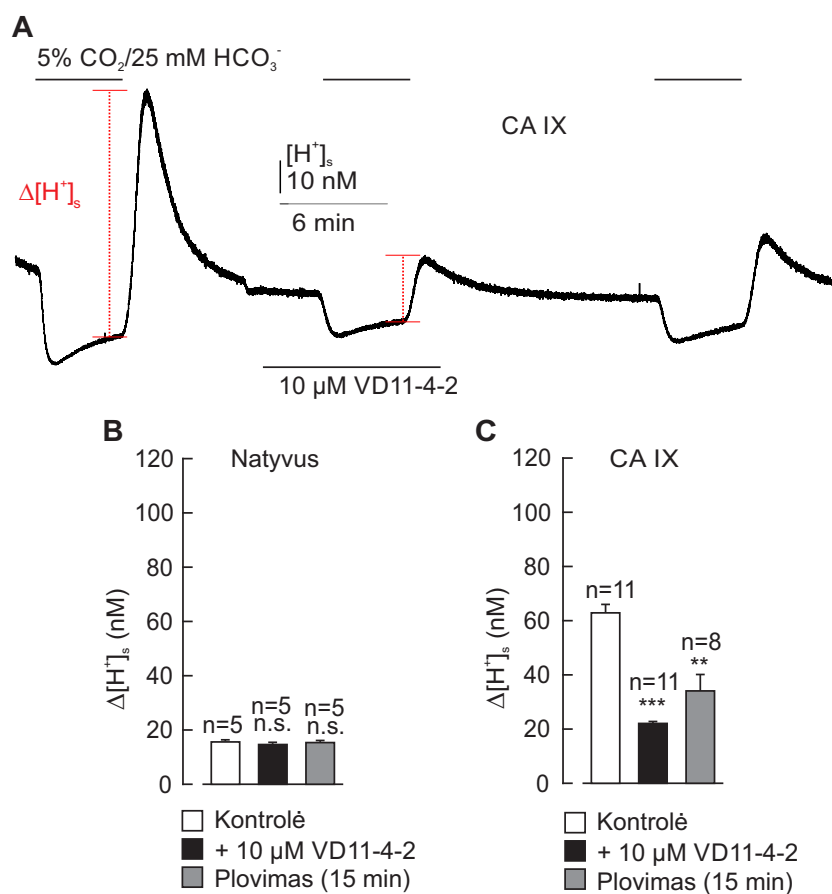 A
5% CO₂/25 mM HCO₃⁻
CA IX
[H⁺]ₛ
10 nM
6 min
Δ[H⁺]ₛ
10 µM VD11-4-2
B
Natyvus
120
100
80
60
40
20
0
Δ[H⁺]ₛ (nM)
n=5
n=5
n.s.
n=5
n.s.
Kontrolė
+ 10 µM VD11-4-2
Plovimas (15 min)
C
CA IX
120
100
80
60
40
20
0
Δ[H⁺]ₛ (nM)
n=11
n=11
***
n=8
**
Kontrolė
+ 10 µM VD11-4-2
Plovimas (15 min)